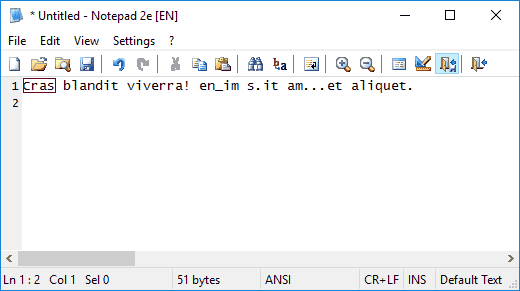 * Untitled - Notepad 2e [EN]
File Edit View Settings ?
1 Cras blandit viverra! en_im s.it am...et aliquet.
2
Ln 1 : 2 Col 1 Sel 0 51 bytes ANSI CR+LF INS Default Text